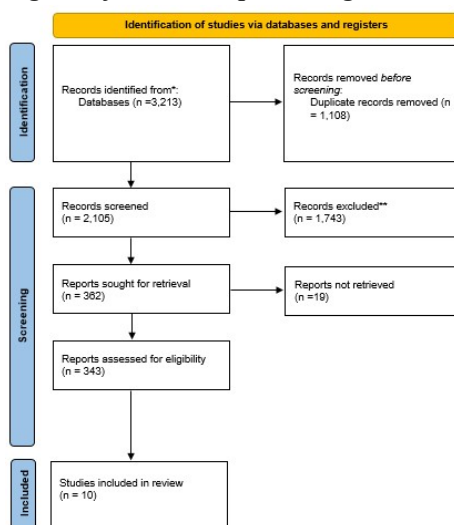 Identification of studies via databases and registers
Identification
Records identified from*:
Databases (n =3,213)
Records removed before
screening:
Duplicate records removed (n
= 1,108)
Screening
Records screened
(n = 2,105)
Records excluded**
(n = 1,743)
Reports sought for retrieval
(n = 362)
Reports not retrieved
(n =19)
Reports assessed for eligibility
(n = 343)
Included
Studies included in review
(n = 10)